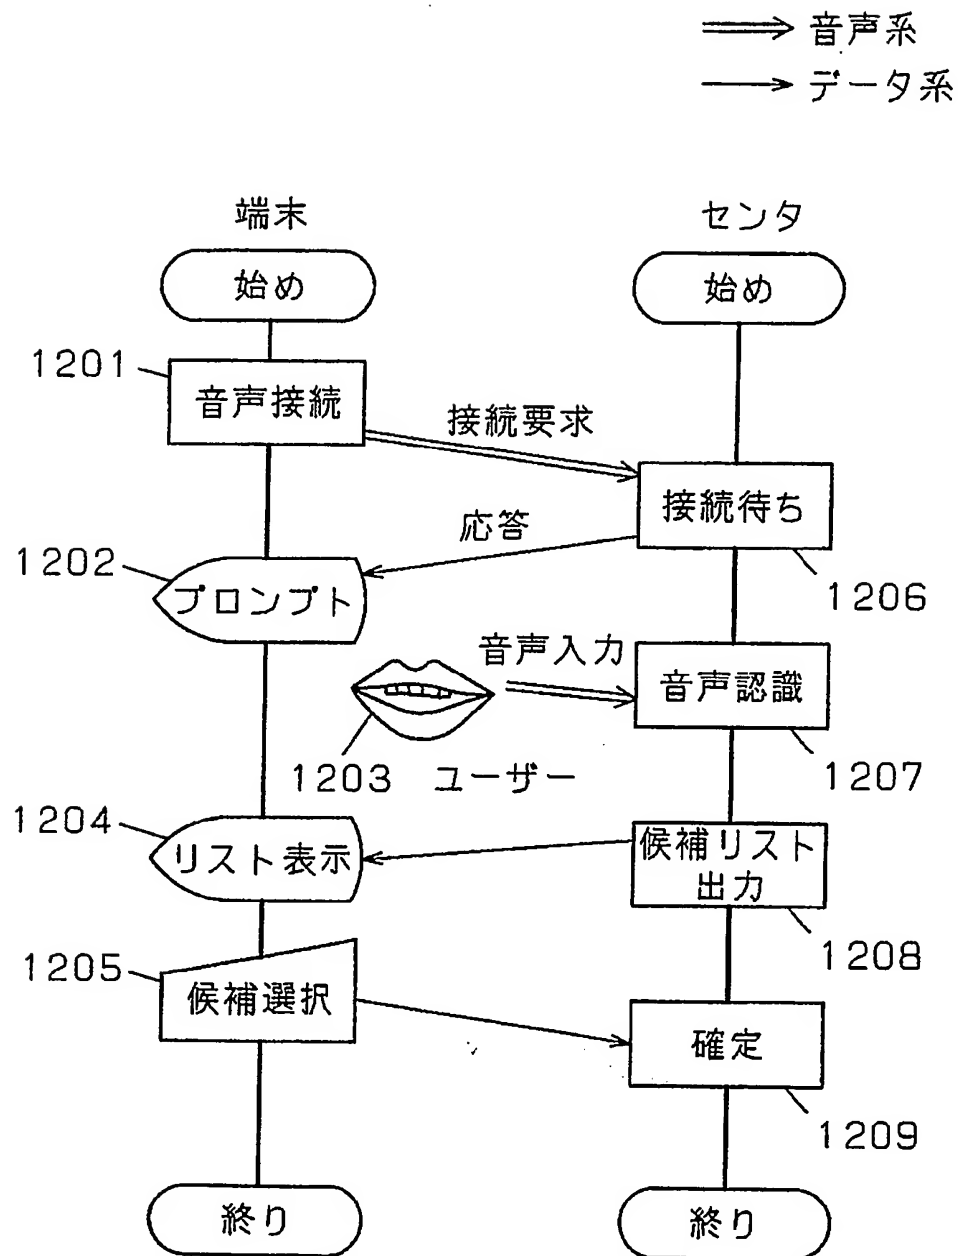 音声系
データ系
端末
センタ
始め
始め
1201
音声接続
接続要求
接続待ち
応答
1202
プロンプト
1206
音声入力
音声認識
1203
ユーザー
1207
1204
リスト表示
候補リスト
出力
1208
1205
候補選択
確定
1209
終り
終り